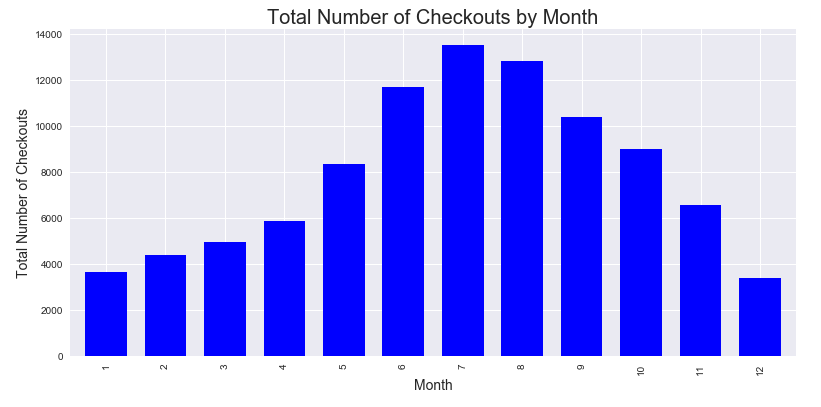 Total Number of Checkouts by Month
Total Number of Checkouts
14000
12000
10000
8000
6000
4000
2000
0
1 2 3 4 5 6 7 8 9 10 11 12
Month